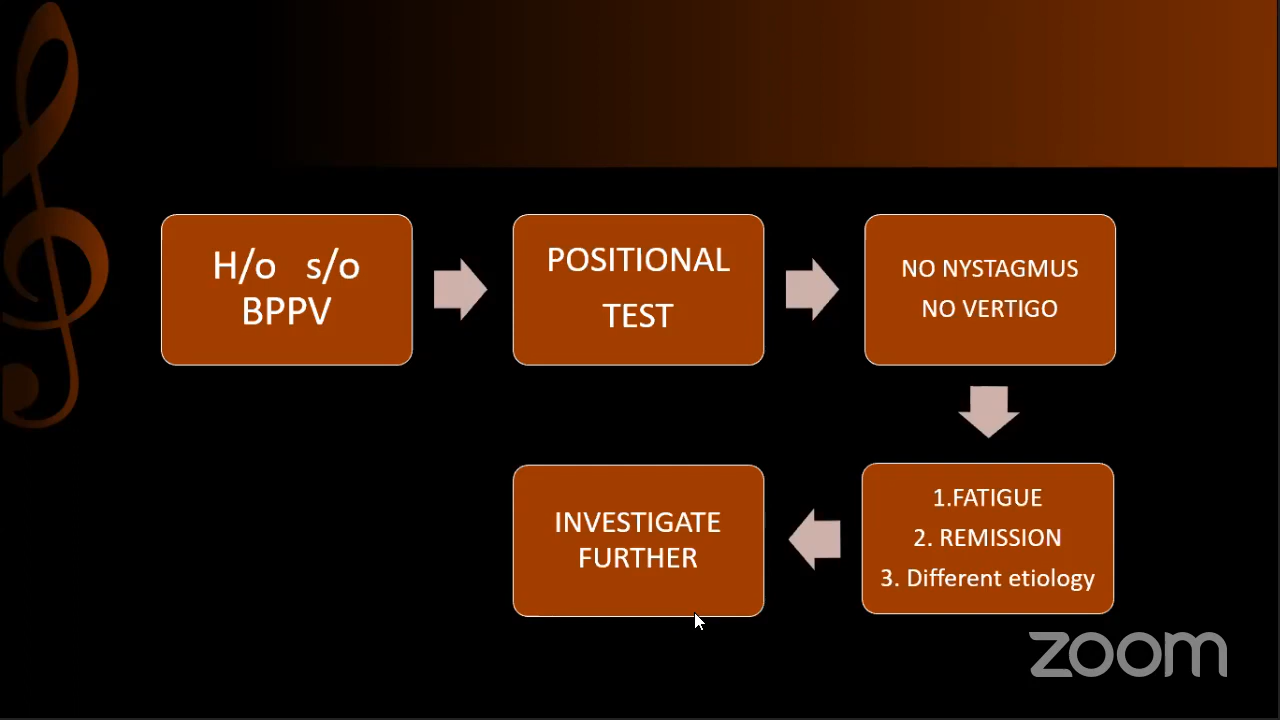 H/o s/o
BPPV
POSITIONAL
TEST
NO NYSTAGMUS
NO VERTIGO
1.FATIGUE
2. REMISSION
3. Different etiology
INVESTIGATE
FURTHER
zoom